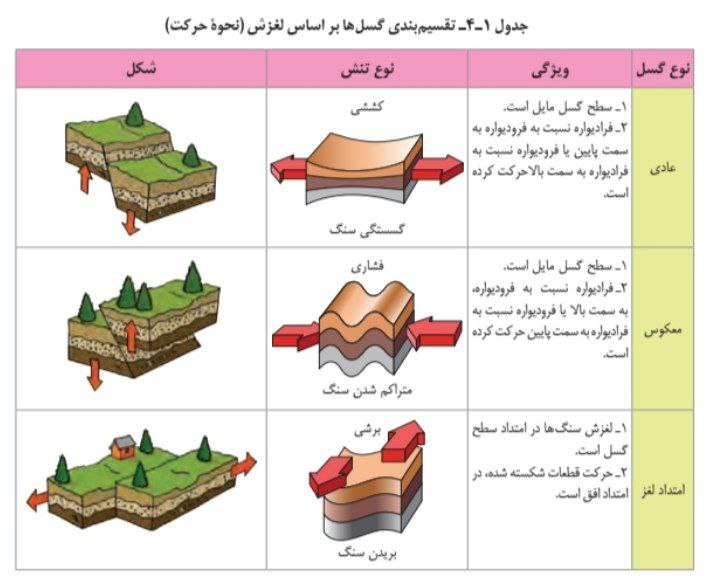 جدول ۱ـ۴ـ تقسیم‌بندی گسل‌ها بر اساس لغزش (نحوهٔ حرکت)
نوع گسل
ویژگی
نوع تنش
شکل
عادی
۱ـ سطح گسل مایل است.
۲ـ فرادیواره نسبت به فرودیواره به
سمت پایین یا فرودیواره نسبت به
فرادیواره به سمت بالا حرکت کرده
است.
کششی
گسستگی سنگ
معکوس
۱ـ سطح گسل مایل است.
۲ـ فرادیواره نسبت به فرودیواره،
به سمت بالا یا فرودیواره نسبت به
فرادیواره به سمت پایین حرکت کرده
است.
فشاری
متراکم شدن سنگ
امتداد لغز
۱ـ لغزش سنگ‌ها در امتداد سطح
گسل است.
۲ـ حرکت قطعات شکسته شده، در
امتداد افق است.
برشی
بریدن سنگ